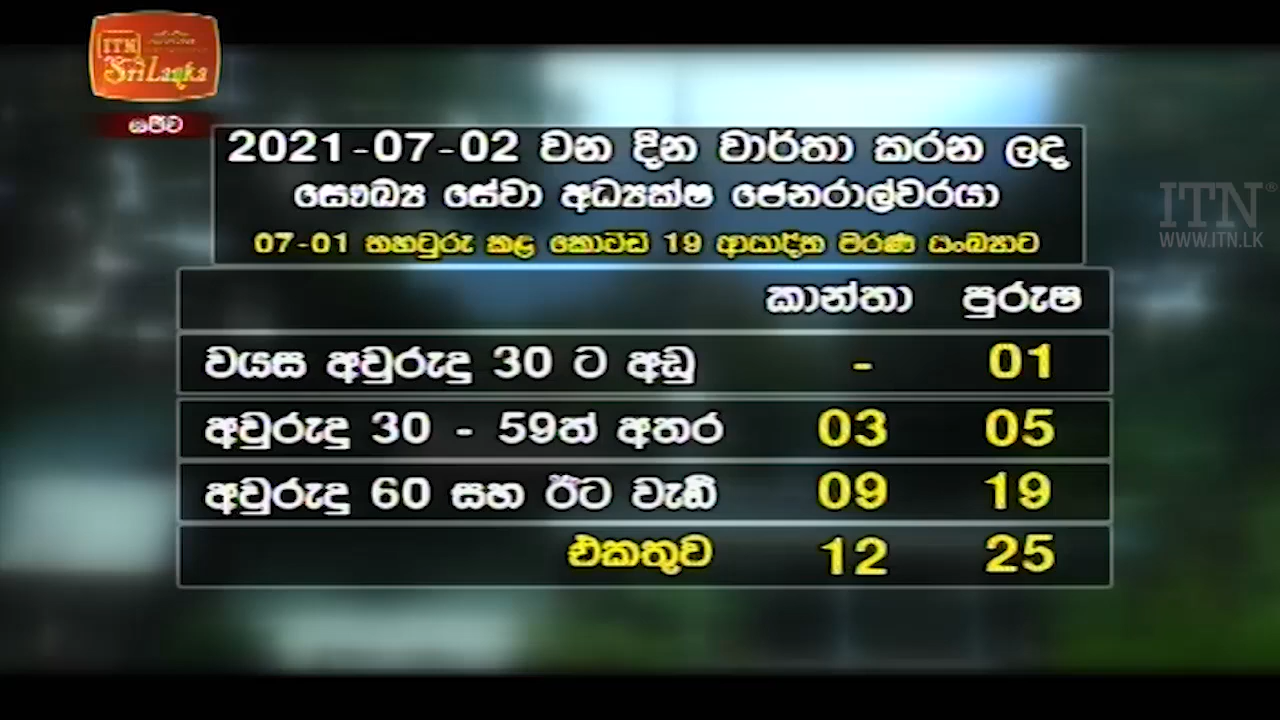 ITN
Sri Lanka
සජීව
2021-07-02 වන දින වාර්තා කරන ලද
සෞඛ්‍ය සේවා අධ්‍යක්ෂ ජෙනරාල්වරයා
07-01 තහවුරු කළ කොවිඩ් 19 ආසාදිත මරණ සංඛ්‍යාව
ITN®
WWW.ITN.LK
කාන්තා පුරුෂ
වයස අවුරුදු 30 ට අඩු - 01
අවුරුදු 30 - 59ත් අතර 03 05
අවුරුදු 60 සහ ඊට වැඩි 09 19
එකතුව 12 25